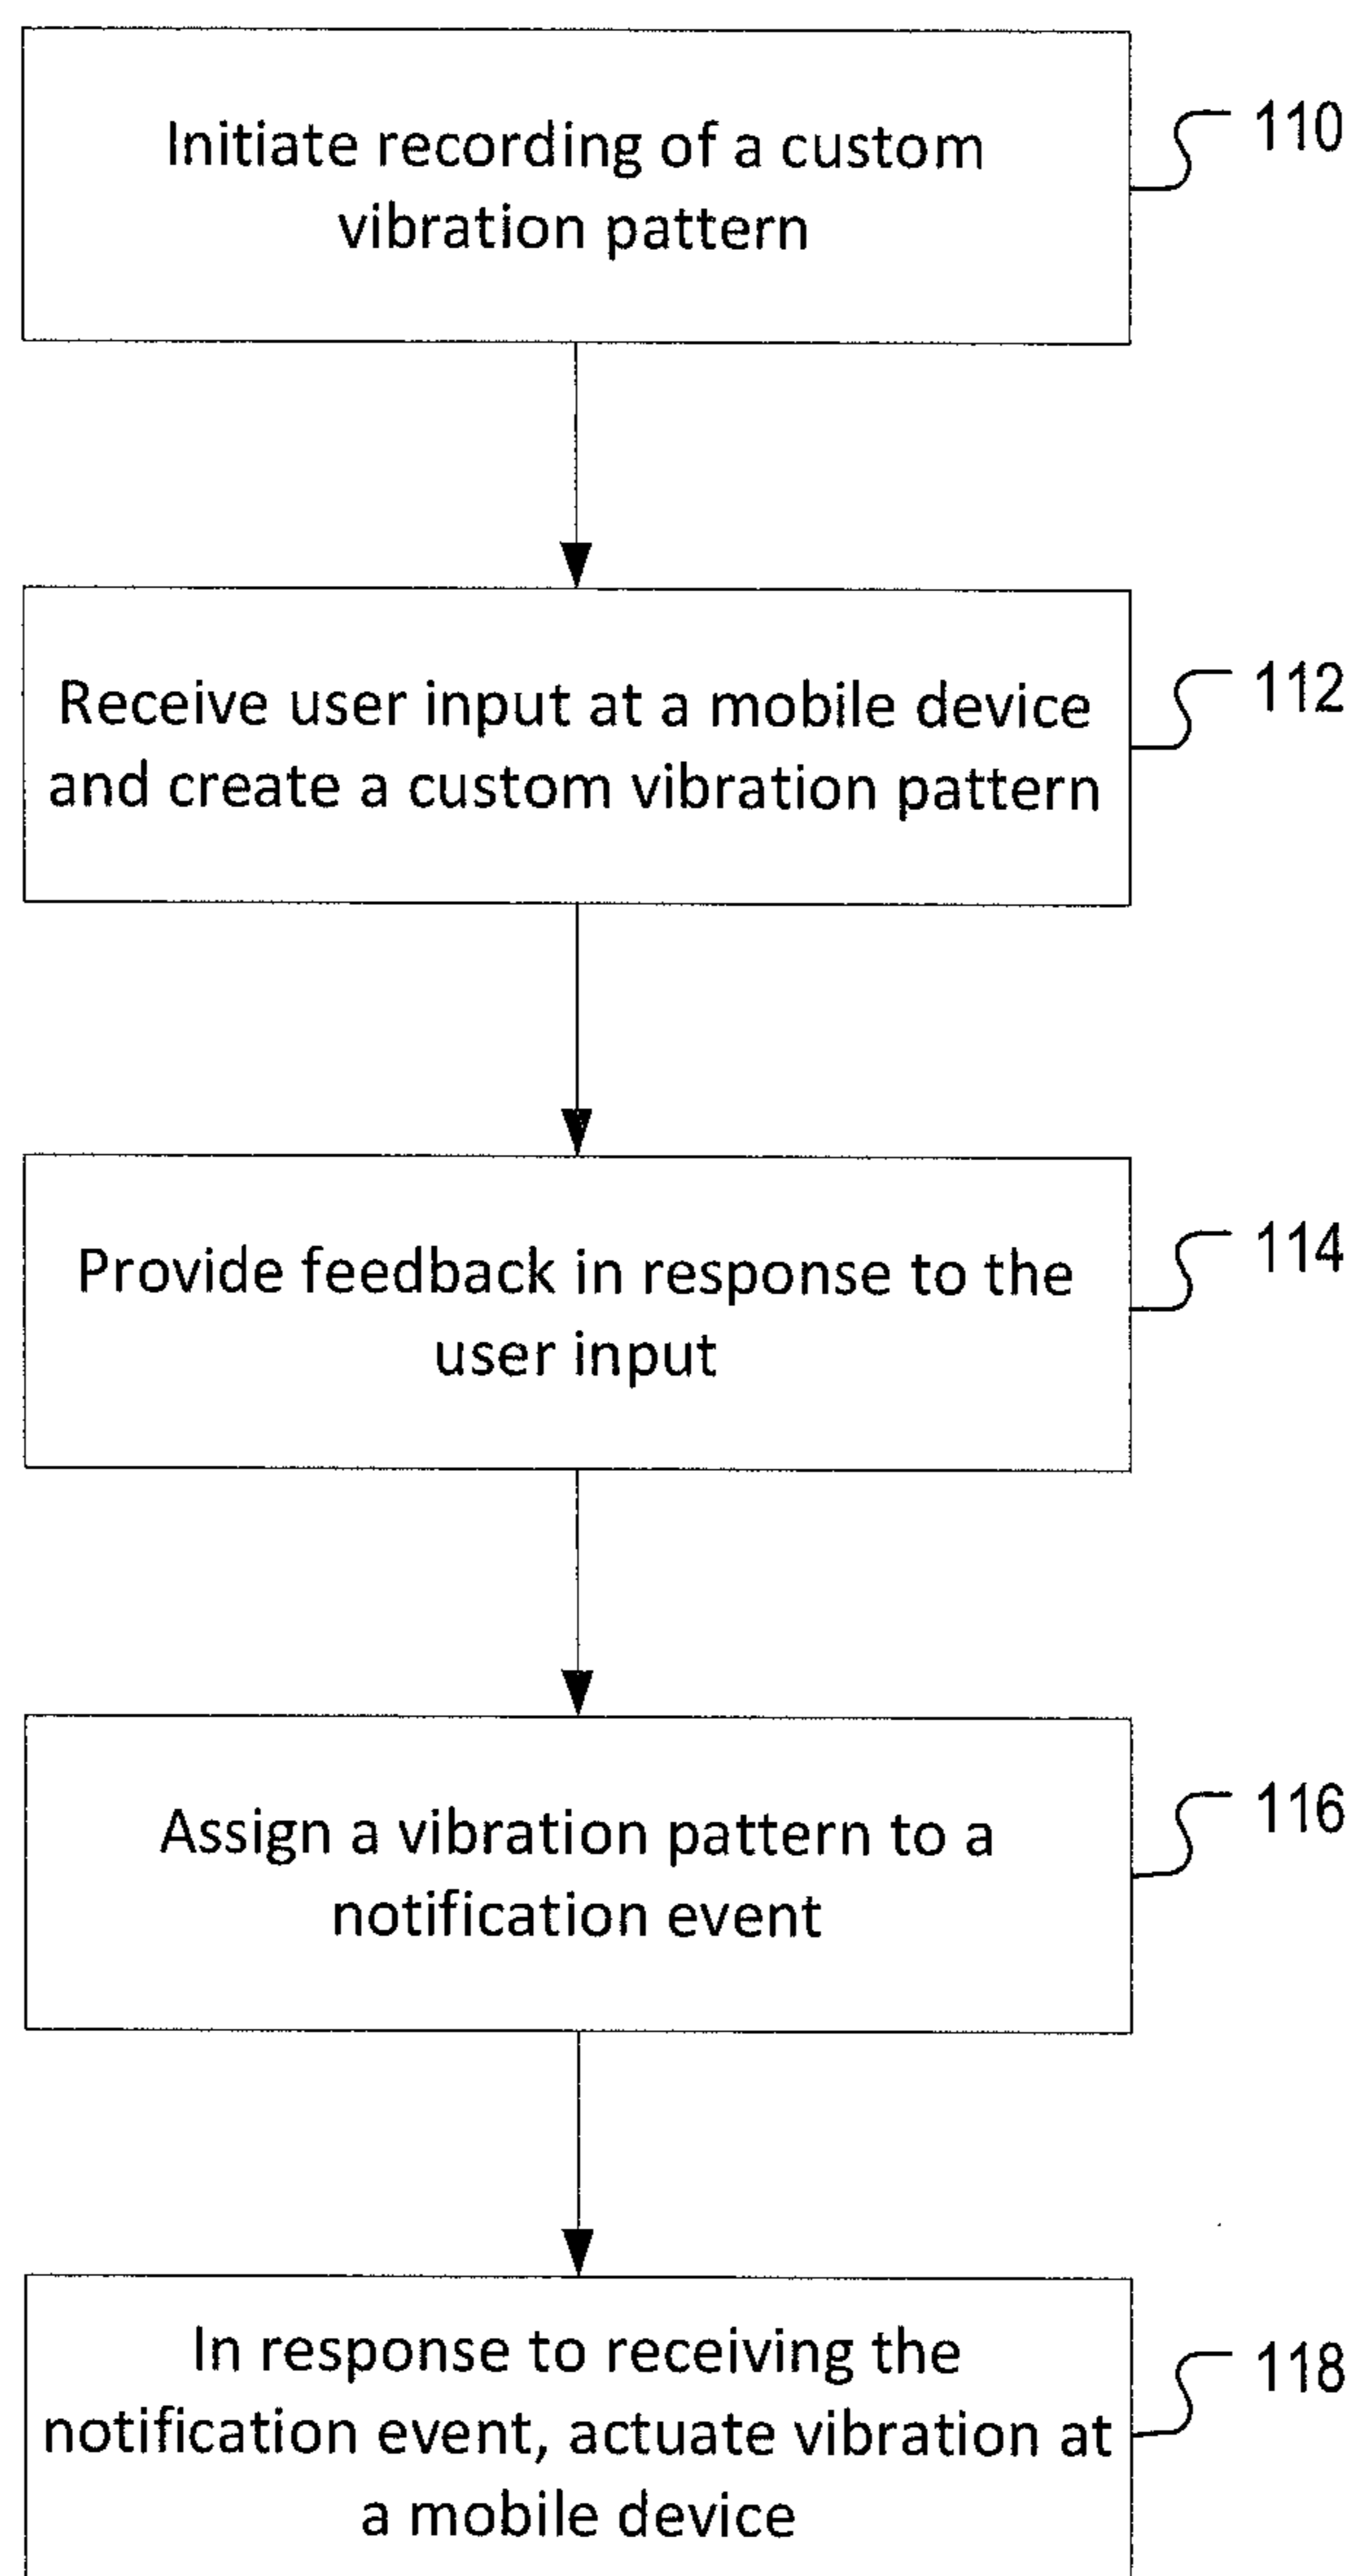 Initiate recording of a custom
vibration pattern
110
Receive user input at a mobile device
and create a custom vibration pattern
112
Provide feedback in response to the
user input
114
Assign a vibration pattern to a
notification event
116
In response to receiving the
notification event, actuate vibration at
a mobile device
118